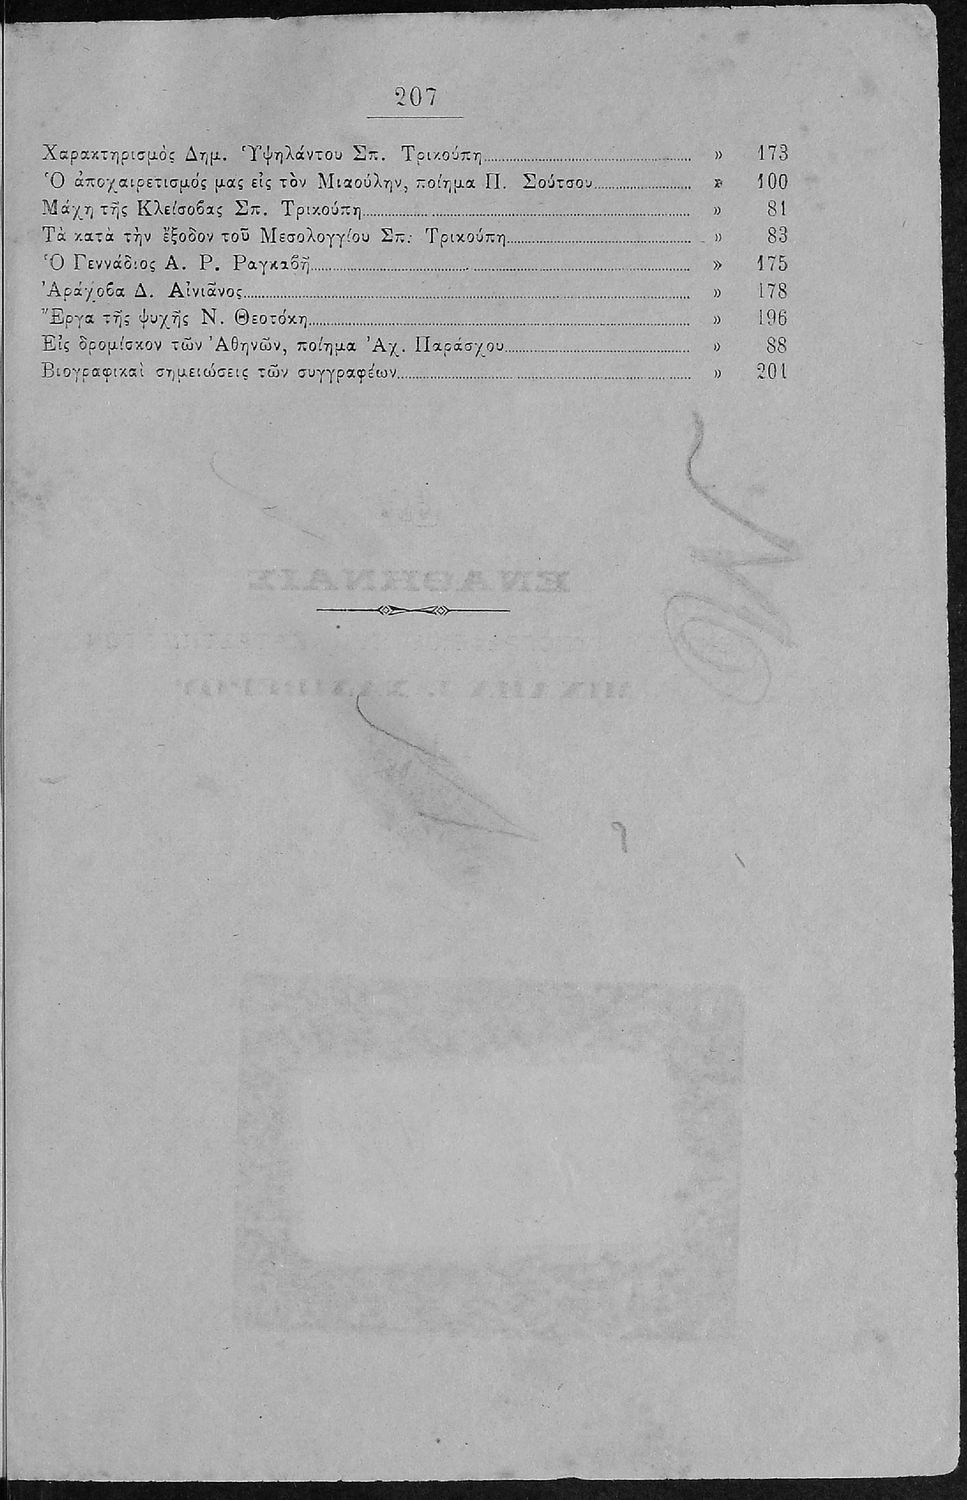 207
Χαρακτηρισμὸς Δημ. Ὑψηλάντου Σπ. Τρικούπη » 173
Ὁ ἀποχαιρετισμός μας εἰς τὸν Μιαούλην, ποίημα Π. Σούτσου » 100
Μάχη τῆς Κλείσοβας Σπ. Τρικούπη » 81
Τὰ κατὰ τὴν ἔξοδον τοῦ Μεσολογγίου Σπ. Τρικούπη » 83
Ὁ Γεννάδιος Α. Ρ. Ραγκαβῆ » 175
Ἀράχοβα Δ. Αἰνιᾶνος » 178
Ἔργα τῆς ψυχῆς Ν. Θεοτόκη » 196
Εἰς δρομίσκον τῶν Ἀθηνῶν, ποίημα Ἀχ. Παράσχου » 88
Βιογραφικαὶ σημειώσεις τῶν συγγραφέων » 201
ΕΝ ΑΘΗΝΑΙΣ